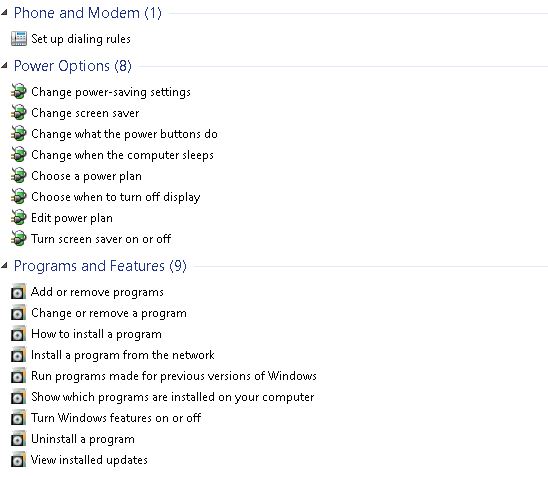 Phone and Modem (1)
Set up dialing rules
Power Options (8)
Change power-saving settings
Change screen saver
Change what the power buttons do
Change when the computer sleeps
Choose a power plan
Choose when to turn off display
Edit power plan
Turn screen saver on or off
Programs and Features (9)
Add or remove programs
Change or remove a program
How to install a program
Install a program from the network
Run programs made for previous versions of Windows
Show which programs are installed on your computer
Turn Windows features on or off
Uninstall a program
View installed updates